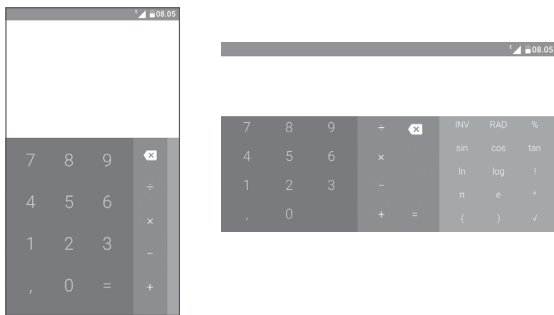 08.05
7 8 9
÷
4 5 6
×
1 2 3
−
, 0 =
+
08.05
7 8 9 ÷ INV RAD %
4 5 6 × sin cos tan
ln log !
1 2 3 − π e ^
, 0 + = ( ) √